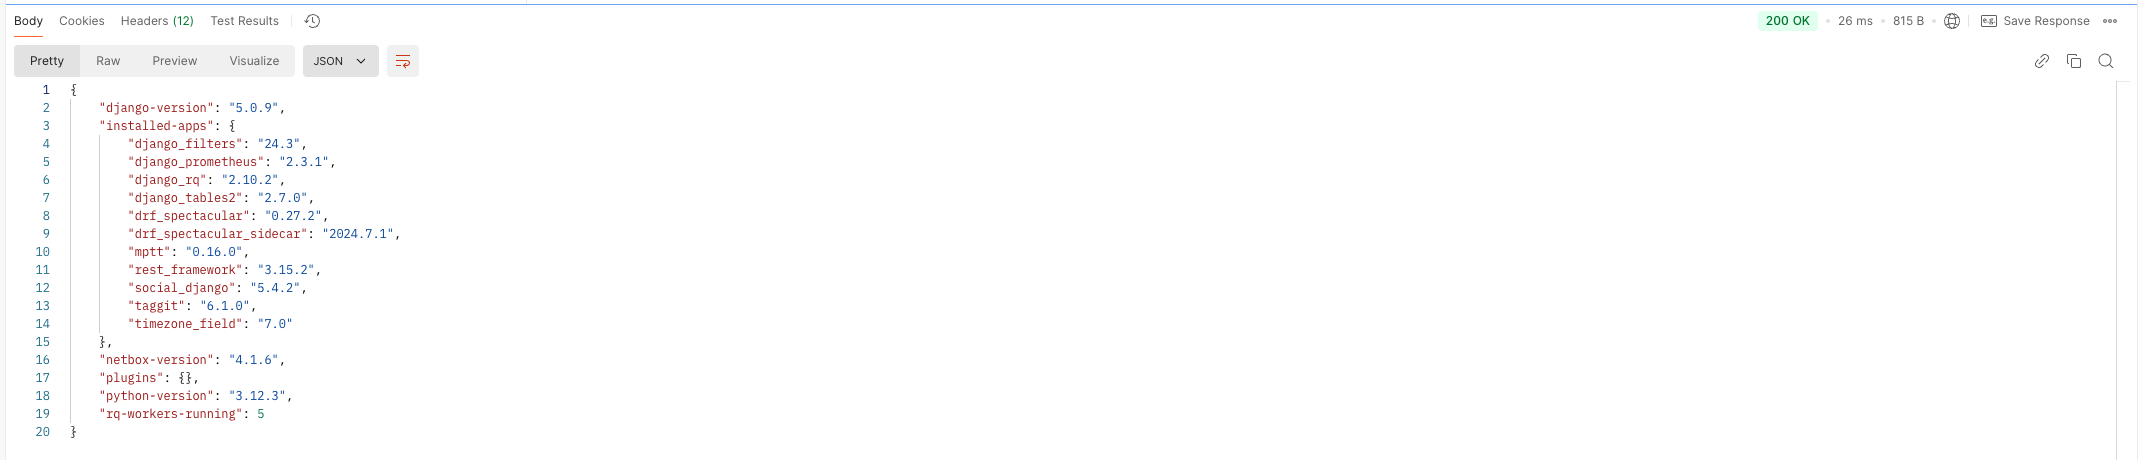 Body Cookies Headers (12) Test Results 200 OK • 26 ms • 815 B • e.g. Save Response
Pretty Raw Preview Visualize JSON
1 {
2     "django-version": "5.0.9",
3     "installed-apps": {
4         "django_filters": "24.3",
5         "django_prometheus": "2.3.1",
6         "django_rq": "2.10.2",
7         "django_tables2": "2.7.0",
8         "drf_spectacular": "0.27.2",
9         "drf_spectacular_sidecar": "2024.7.1",
10         "mptt": "0.16.0",
11         "rest_framework": "3.15.2",
12         "social_django": "5.4.2",
13         "taggit": "6.1.0",
14         "timezone_field": "7.0"
15     },
16     "netbox-version": "4.1.6",
17     "plugins": {},
18     "python-version": "3.12.3",
19     "rq-workers-running": 5
20 }